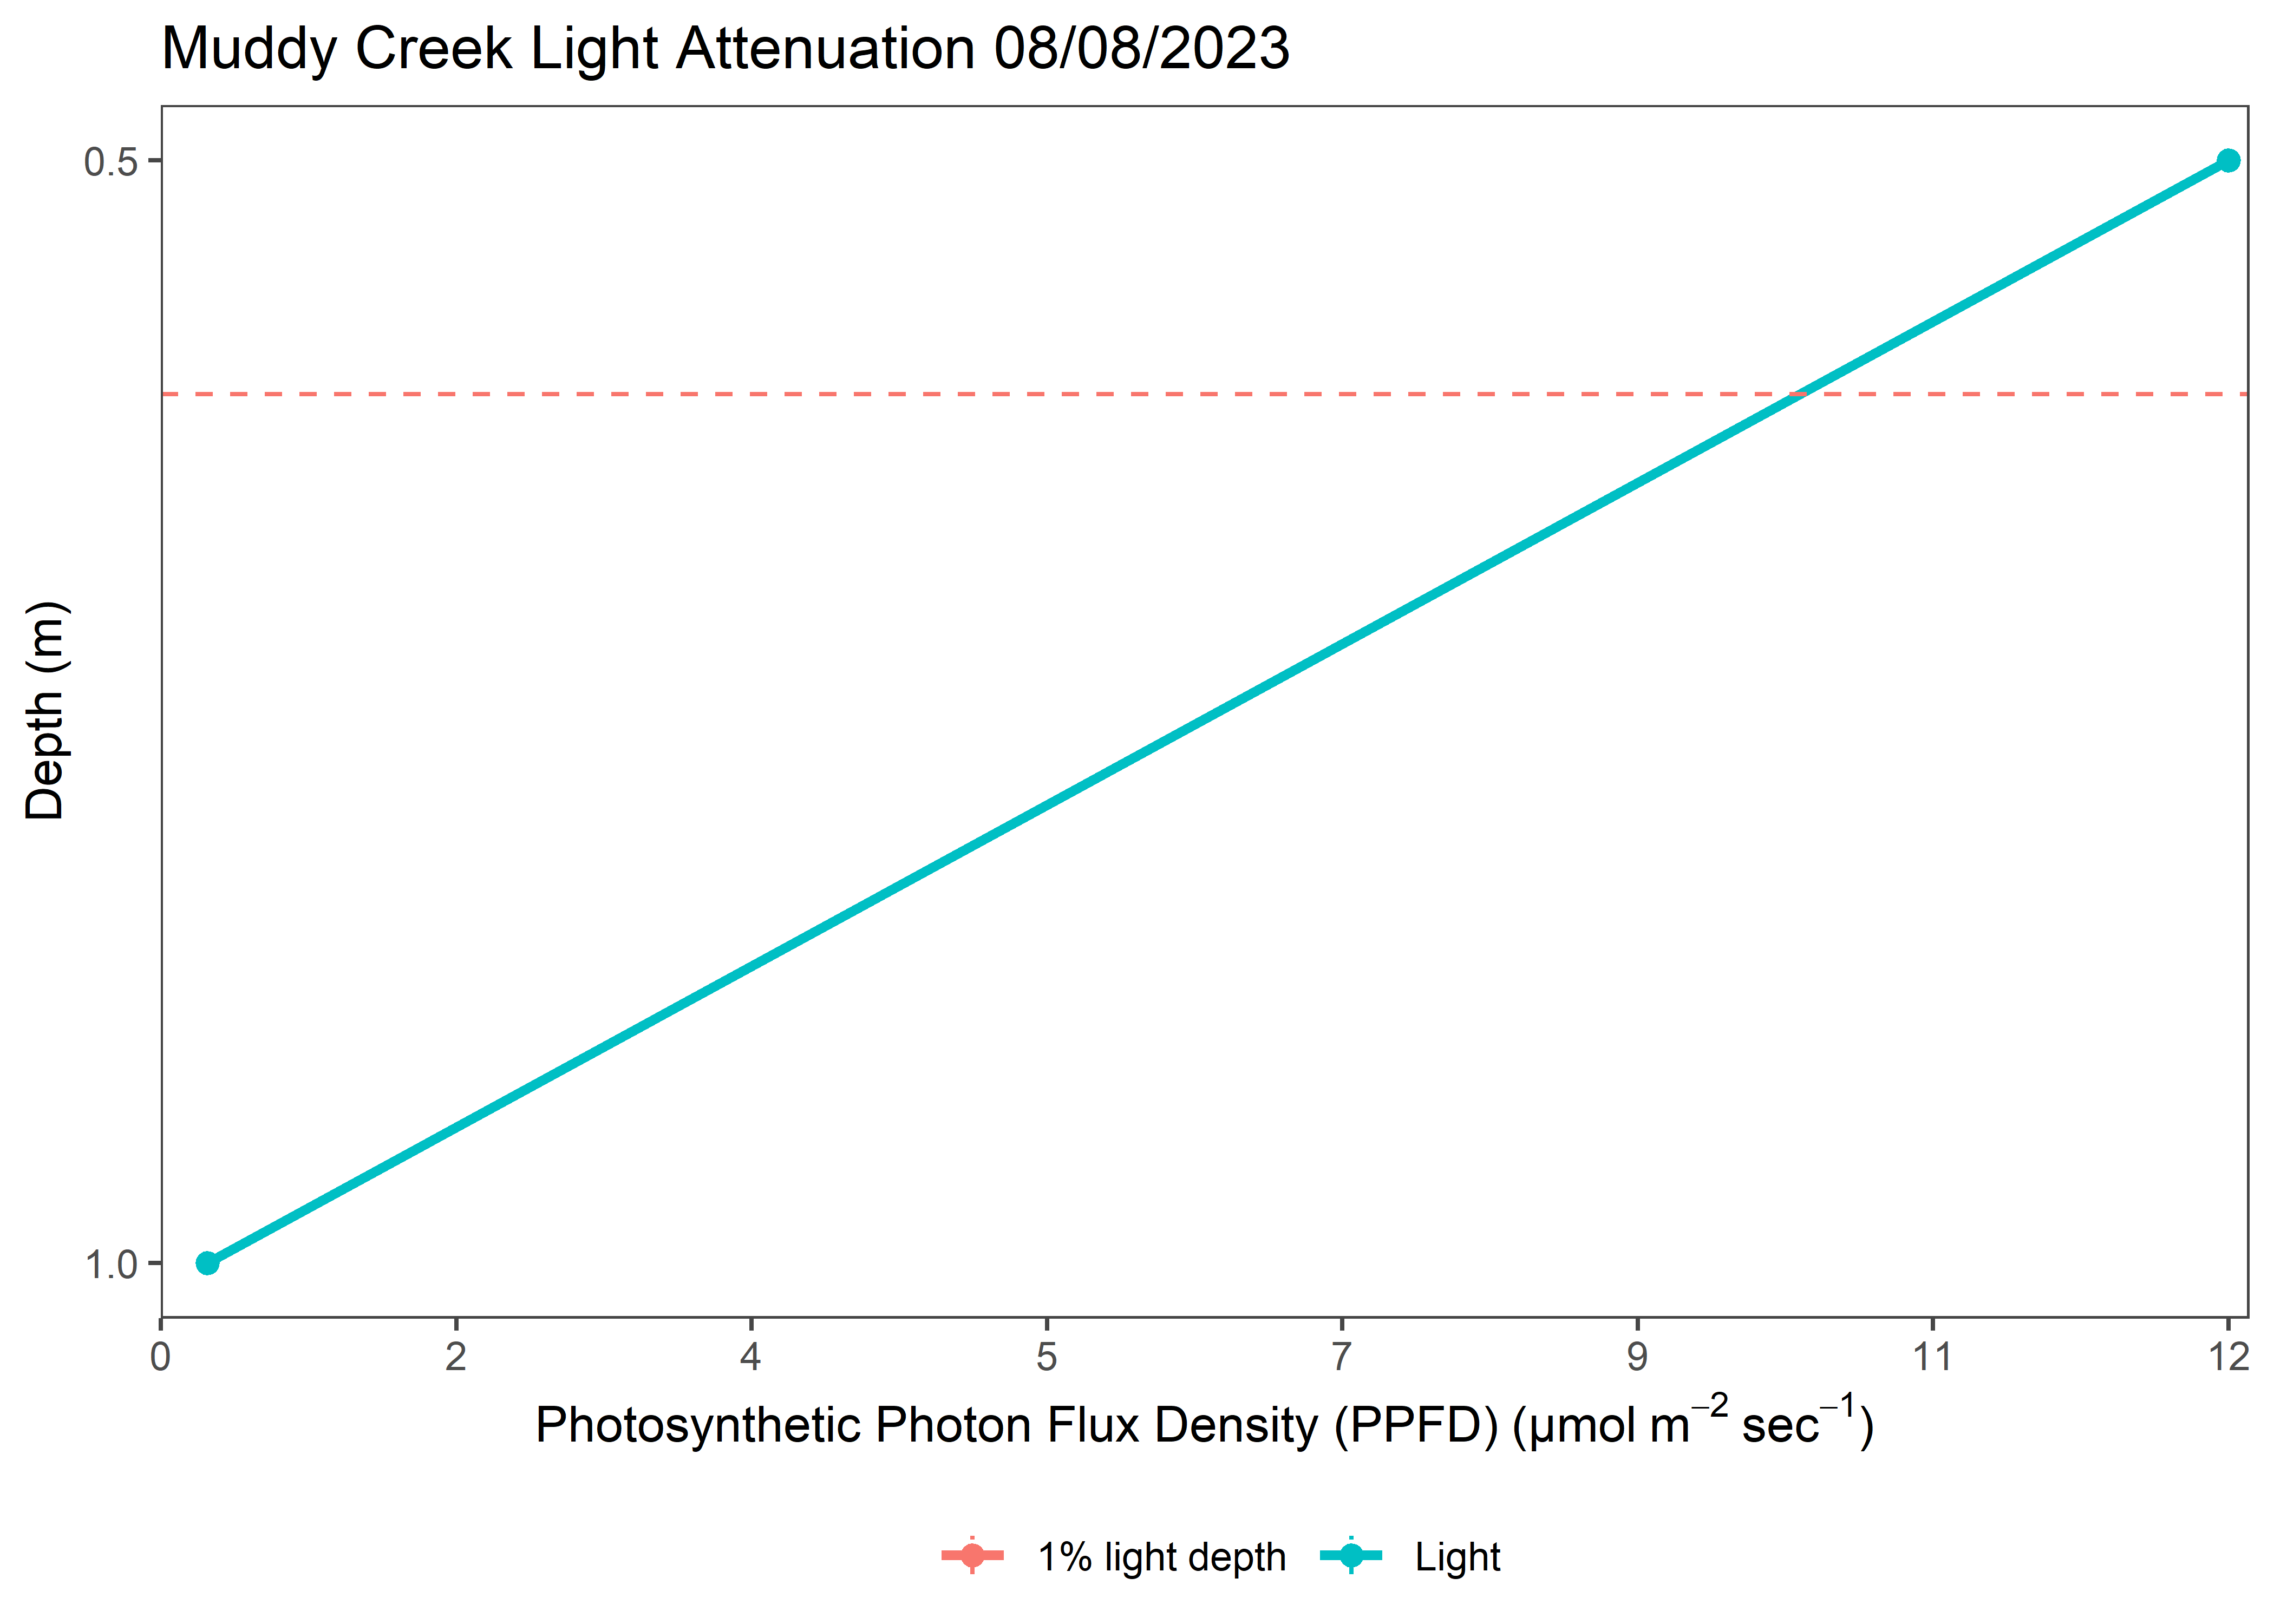 Muddy Creek Light Attenuation 08/08/2023
0.5
Depth (m)
1.0
0 2 4 5 7 9 11 12
Photosynthetic Photon Flux Density (PPFD) (µmol m⁻² sec⁻¹)
1% light depth Light